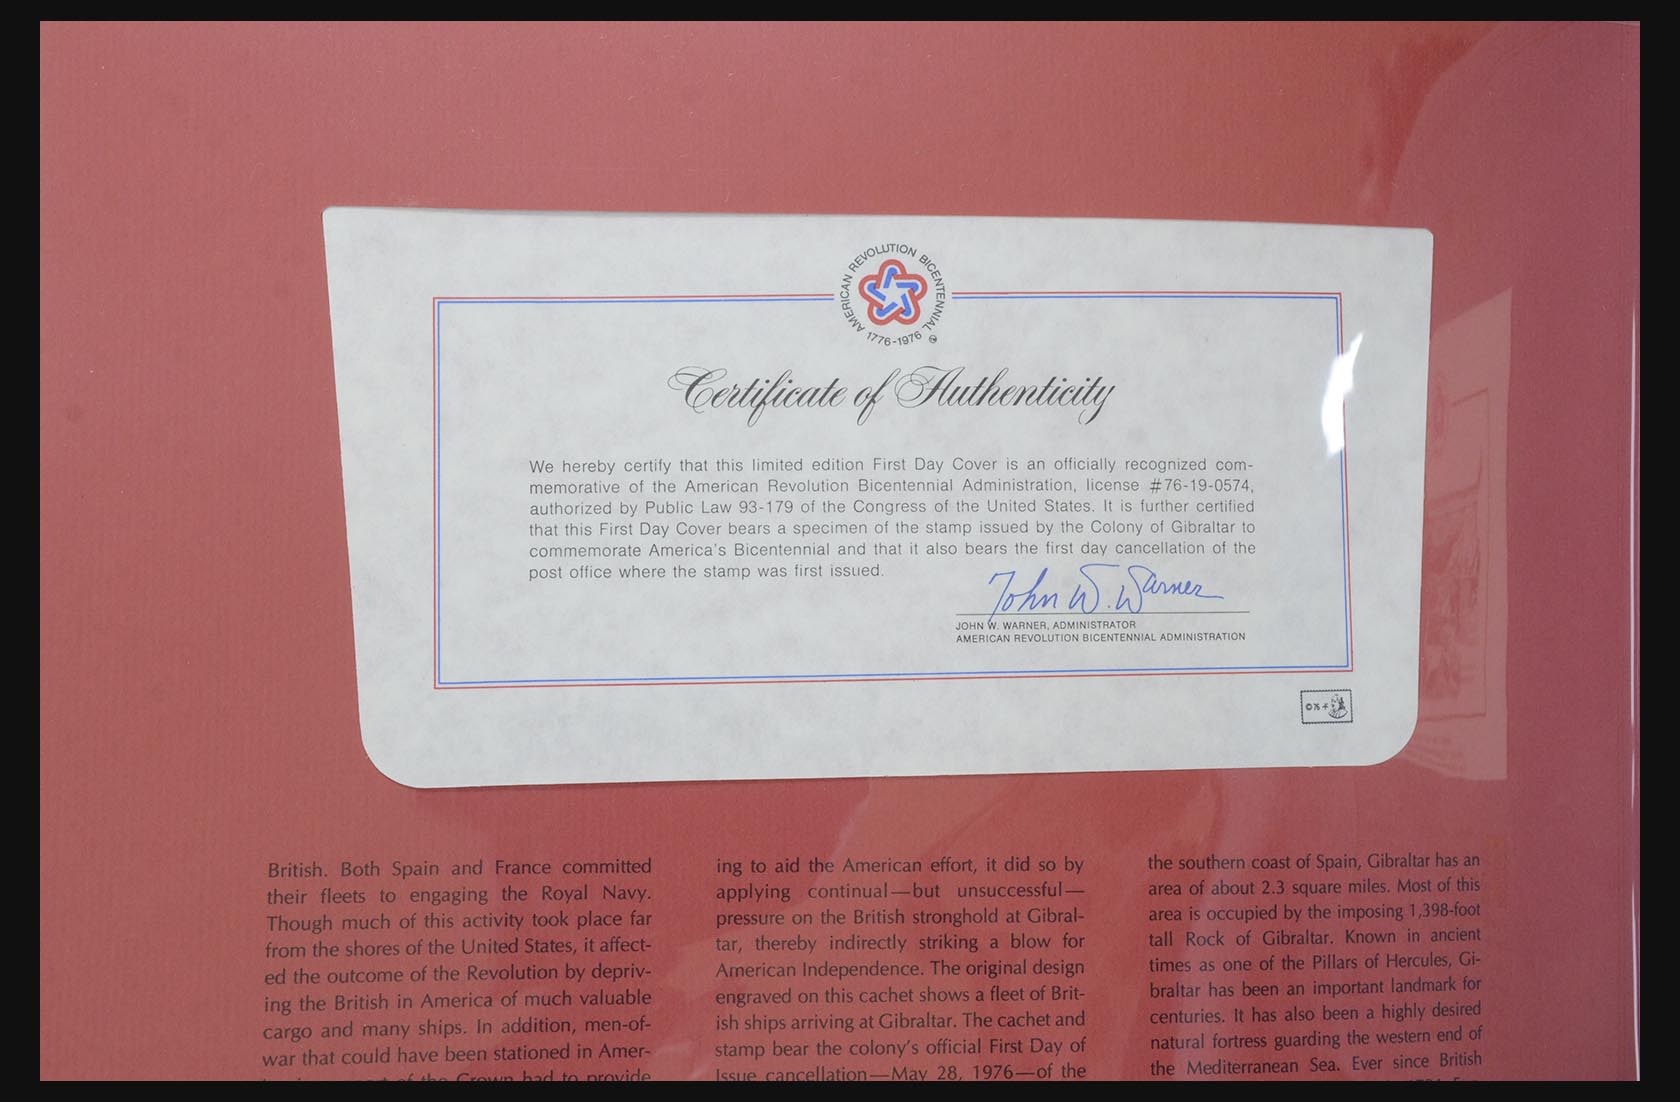 AMERICAN REVOLUTION BICENTENNIAL
1776-1976
Certificate of Authenticity
We hereby certify that this limited edition First Day Cover is an officially recognized com-
memorative of the American Revolution Bicentennial Administration, license #76-19-0574,
authorized by Public Law 93-179 of the Congress of the United States. It is further certified
that this First Day Cover bears a specimen of the stamp issued by the Colony of Gibraltar to
commemorate America's Bicentennial and that it also bears the first day cancellation of the
post office where the stamp was first issued.
John W. Warner
JOHN W. WARNER, ADMINISTRATOR
AMERICAN REVOLUTION BICENTENNIAL ADMINISTRATION
British. Both Spain and France committed
their fleets to engaging the Royal Navy.
Though much of this activity took place far
from the shores of the United States, it affect-
ed the outcome of the Revolution by depriv-
ing the British in America of much valuable
cargo and many ships. In addition, men-of-
war that could have been stationed in Amer-
of the Crown had to provide
ing to aid the American effort, it did so by
applying continual—but unsuccessful—
pressure on the British stronghold at Gibral-
tar, thereby indirectly striking a blow for
American Independence. The original design
engraved on this cachet shows a fleet of Brit-
ish ships arriving at Gibraltar. The cachet and
stamp bear the colony's official First Day of
Issue cancellation—May 28, 1976—of the
the southern coast of Spain, Gibraltar has an
area of about 2.3 square miles. Most of this
area is occupied by the imposing 1,398-foot
tall Rock of Gibraltar. Known in ancient
times as one of the Pillars of Hercules, Gi-
braltar has been an important landmark for
centuries. It has also been a highly desired
natural fortress guarding the western end of
the Mediterranean Sea. Ever since British